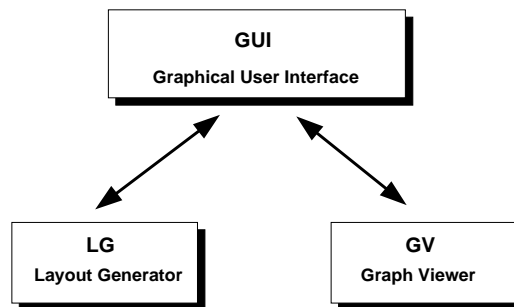 GUI
Graphical User Interface
LG
Layout Generator
GV
Graph Viewer